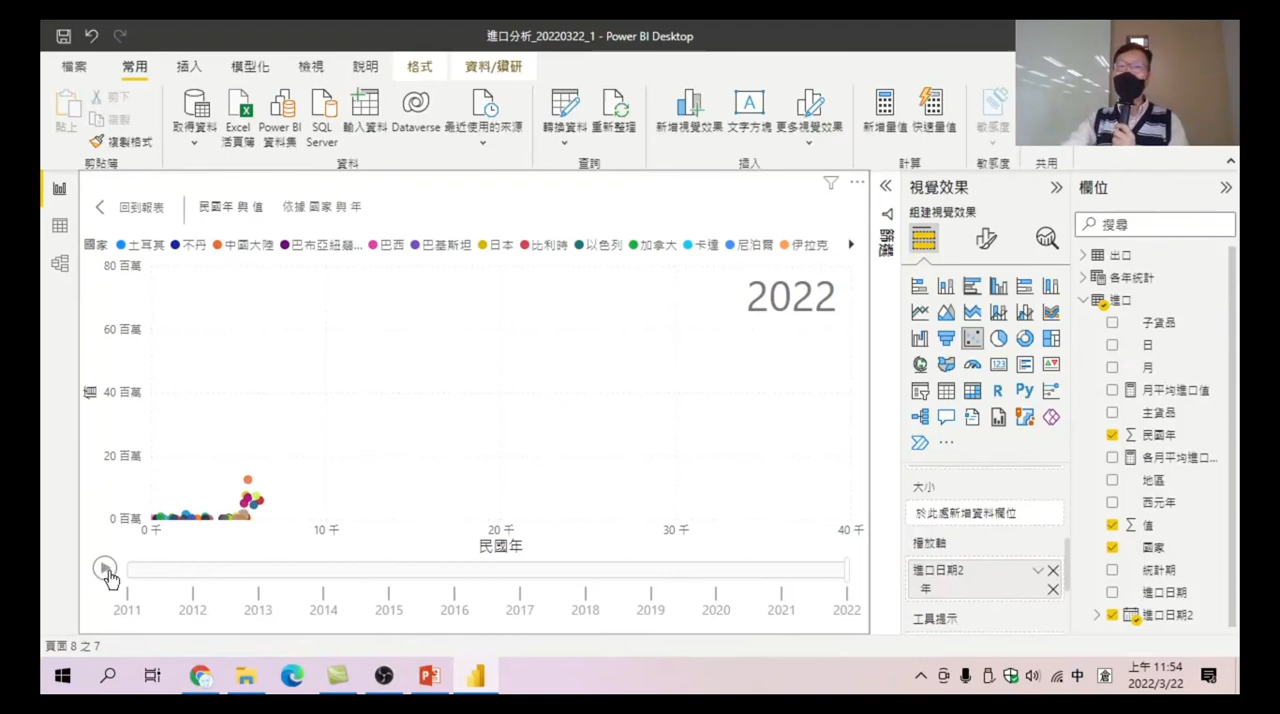 進口分析_20220322_1 - Power BI Desktop
檔案 常用 插入 模型化 檢視 說明 格式 資料/鑽研
貼上 剪下 複製 複製格式
取得資料 Excel 活頁簿 Power BI 資料集 SQL Server 輸入資料 Dataverse 最近使用的來源
轉換資料 重新整理
新增視覺效果 文字方塊 更多視覺效果
新增量值 快速量值 敏感度
剪貼簿 資料 查詢 插入 計算 敏感度 共用
回到報表 民國年 與 值 依據 國家 與 年
國家 土耳其 不丹 中國大陸 巴布亞紐幾... 巴西 巴基斯坦 日本 比利時 以色列 加拿大 卡達 尼泊爾 伊拉克
2022
80 百萬
60 百萬
40 百萬
20 百萬
0 百萬
值
0 千 10 千 20 千 30 千 40 千
民國年
2011 2012 2013 2014 2015 2016 2017 2018 2019 2020 2021 2022
篩選
視覺效果
組建視覺效果
R Py
123
大小
於此處新增資料欄位
播放軸
進口日期2
年
工具提示
欄位
搜尋
出口
各年統計
進口
子貨品
日
月
月平均進口值
主貨品
民國年
各月平均進口...
地區
西元年
值
國家
統計期
進口日期
進口日期2
頁面 8 之 7
中 上午 11:54
2022/3/22